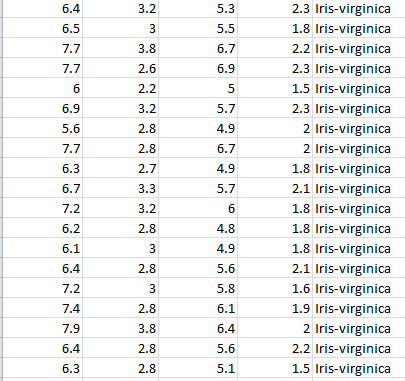 6.4 3.2 5.3 2.3 Iris-virginica
6.5 3 5.5 1.8 Iris-virginica
7.7 3.8 6.7 2.2 Iris-virginica
7.7 2.6 6.9 2.3 Iris-virginica
6 2.2 5 1.5 Iris-virginica
6.9 3.2 5.7 2.3 Iris-virginica
5.6 2.8 4.9 2 Iris-virginica
7.7 2.8 6.7 2 Iris-virginica
6.3 2.7 4.9 1.8 Iris-virginica
6.7 3.3 5.7 2.1 Iris-virginica
7.2 3.2 6 1.8 Iris-virginica
6.2 2.8 4.8 1.8 Iris-virginica
6.1 3 4.9 1.8 Iris-virginica
6.4 2.8 5.6 2.1 Iris-virginica
7.2 3 5.8 1.6 Iris-virginica
7.4 2.8 6.1 1.9 Iris-virginica
7.9 3.8 6.4 2 Iris-virginica
6.4 2.8 5.6 2.2 Iris-virginica
6.3 2.8 5.1 1.5 Iris-virginica